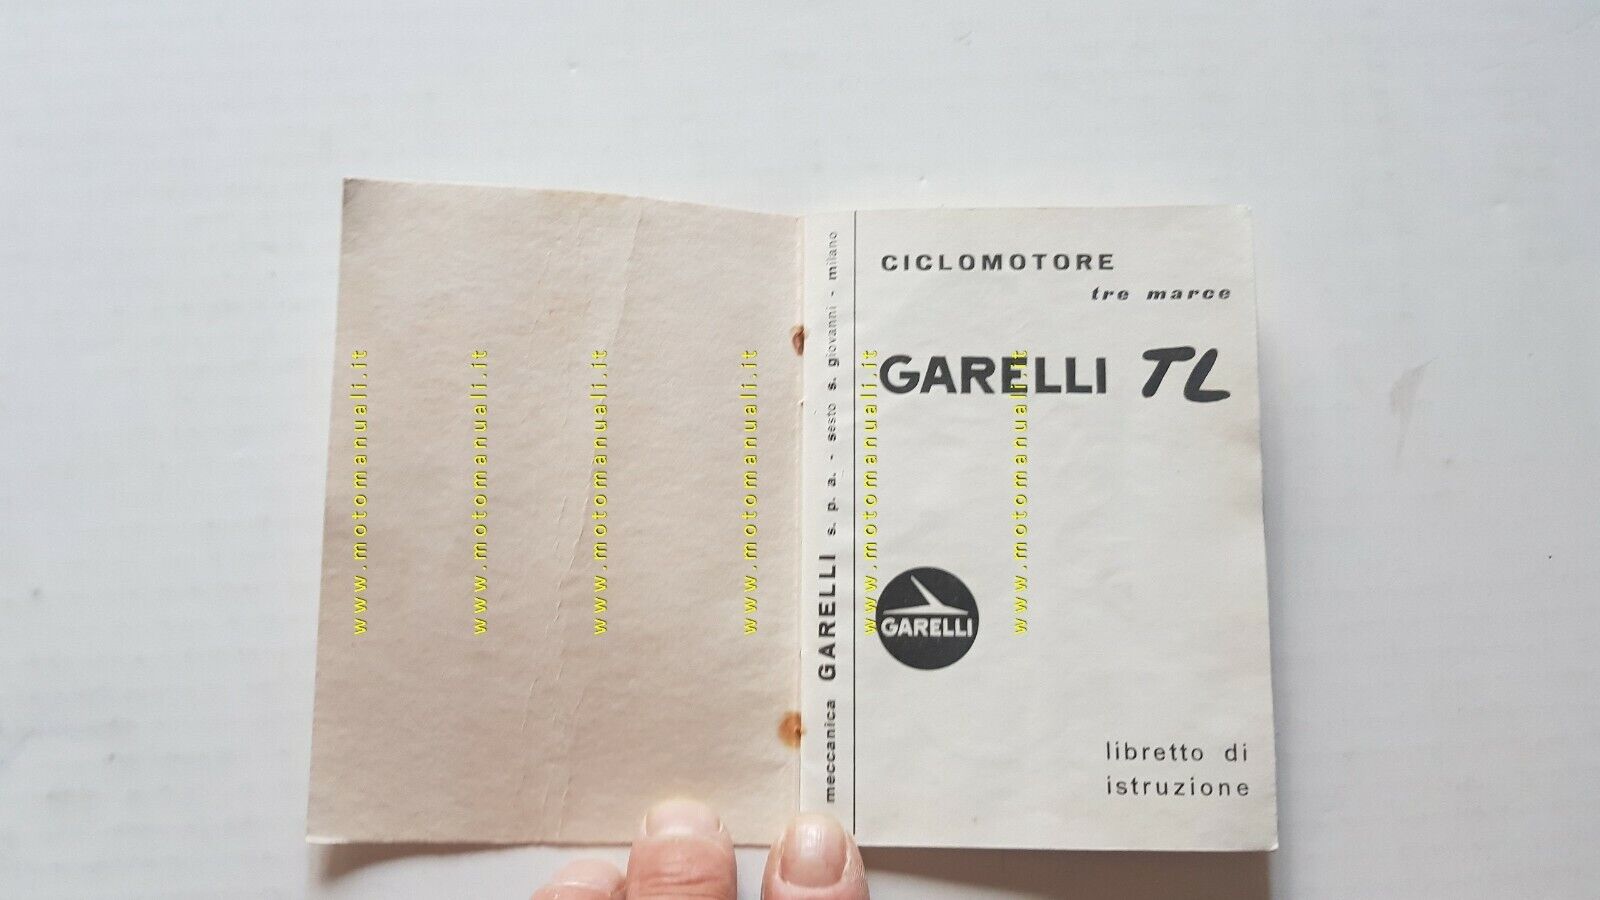 www.motomanuali.it
www.motomanuali.it
www.motomanuali.it
www.motomanuali.it
meccanica GARELLI s. p. a. - sesto s. giovanni - milano
www.motomanuali.it
www.motomanuali.it
CICLOMOTORE
tre marce
GARELLI TL
GARELLI
libretto di
istruzione